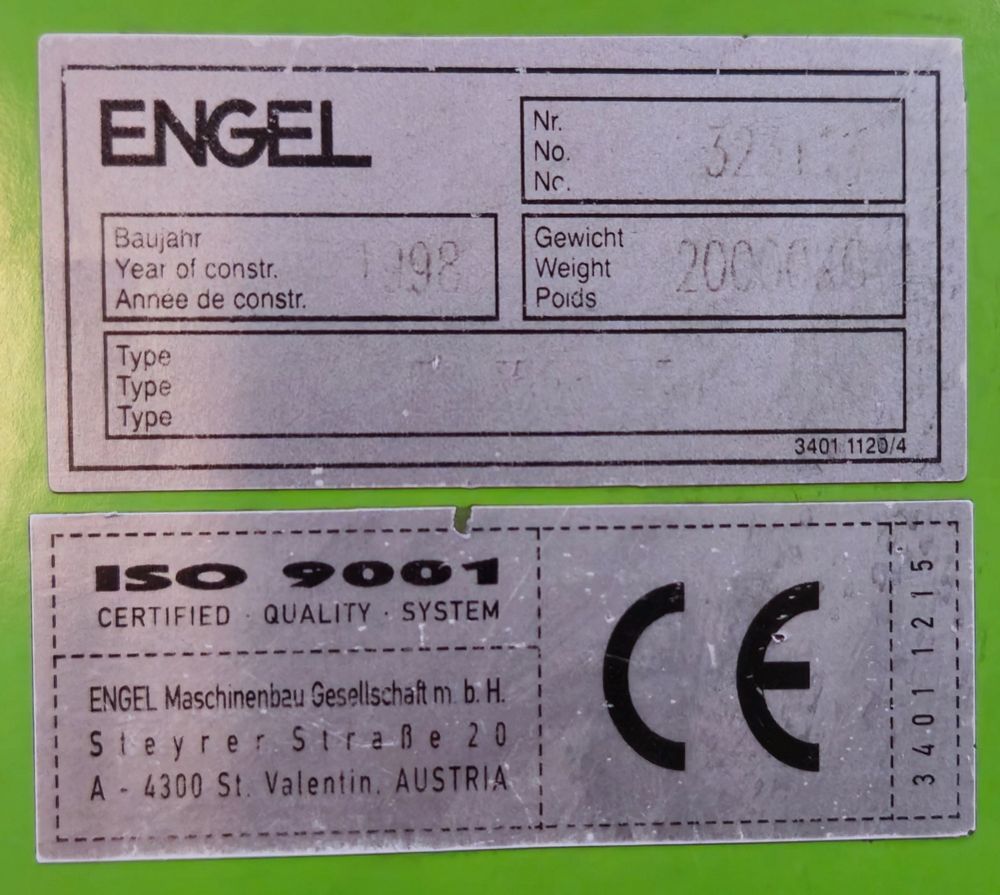 ENGEL
Nr.
No.
No.
Baujahr
Year of constr.
Année de constr.
1998
Gewicht
Weight
Poids
Type
Type
Type
3401 1120/4
ISO 9001
CERTIFIED · QUALITY · SYSTEM
ENGEL Maschinenbau Gesellschaft m. b. H.
Steyrer Straße 20
A - 4300 St. Valentin, AUSTRIA
CE
3401 1215